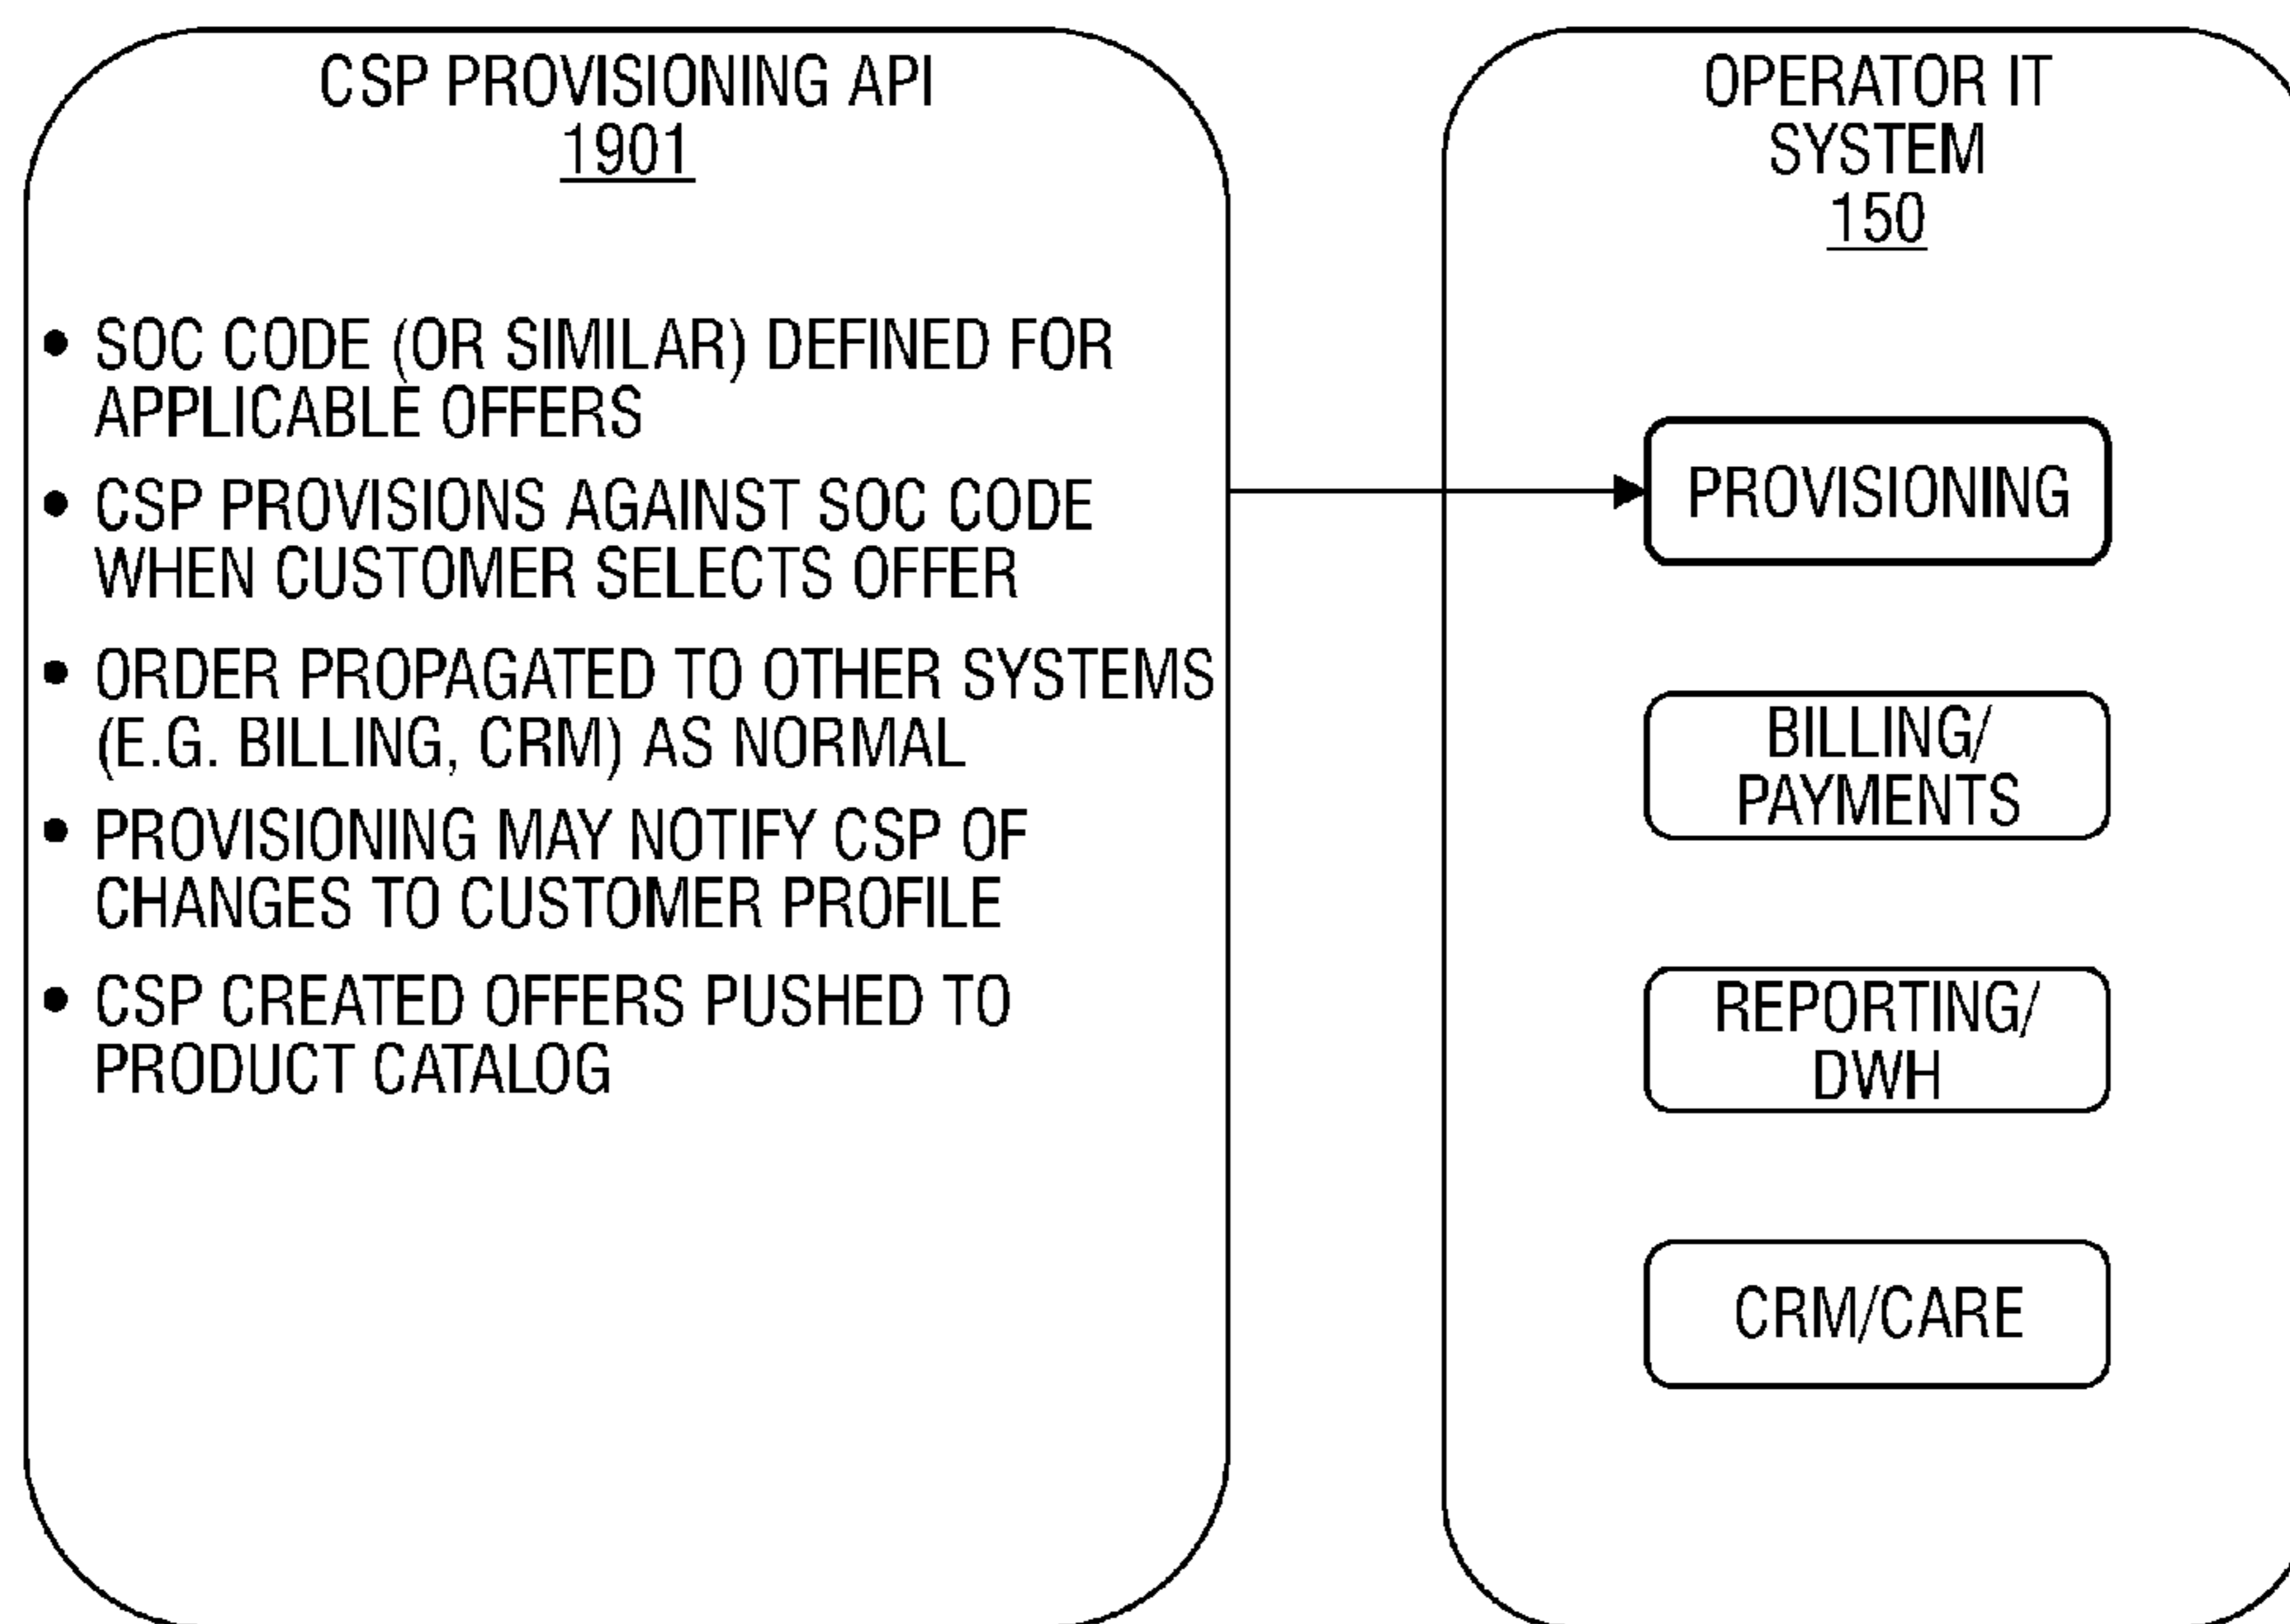 CSP PROVISIONING API
1901
• SOC CODE (OR SIMILAR) DEFINED FOR
APPLICABLE OFFERS
• CSP PROVISIONS AGAINST SOC CODE
WHEN CUSTOMER SELECTS OFFER
• ORDER PROPAGATED TO OTHER SYSTEMS
(E.G. BILLING, CRM) AS NORMAL
• PROVISIONING MAY NOTIFY CSP OF
CHANGES TO CUSTOMER PROFILE
• CSP CREATED OFFERS PUSHED TO
PRODUCT CATALOG
OPERATOR IT
SYSTEM
150
PROVISIONING
BILLING/
PAYMENTS
REPORTING/
DWH
CRM/CARE